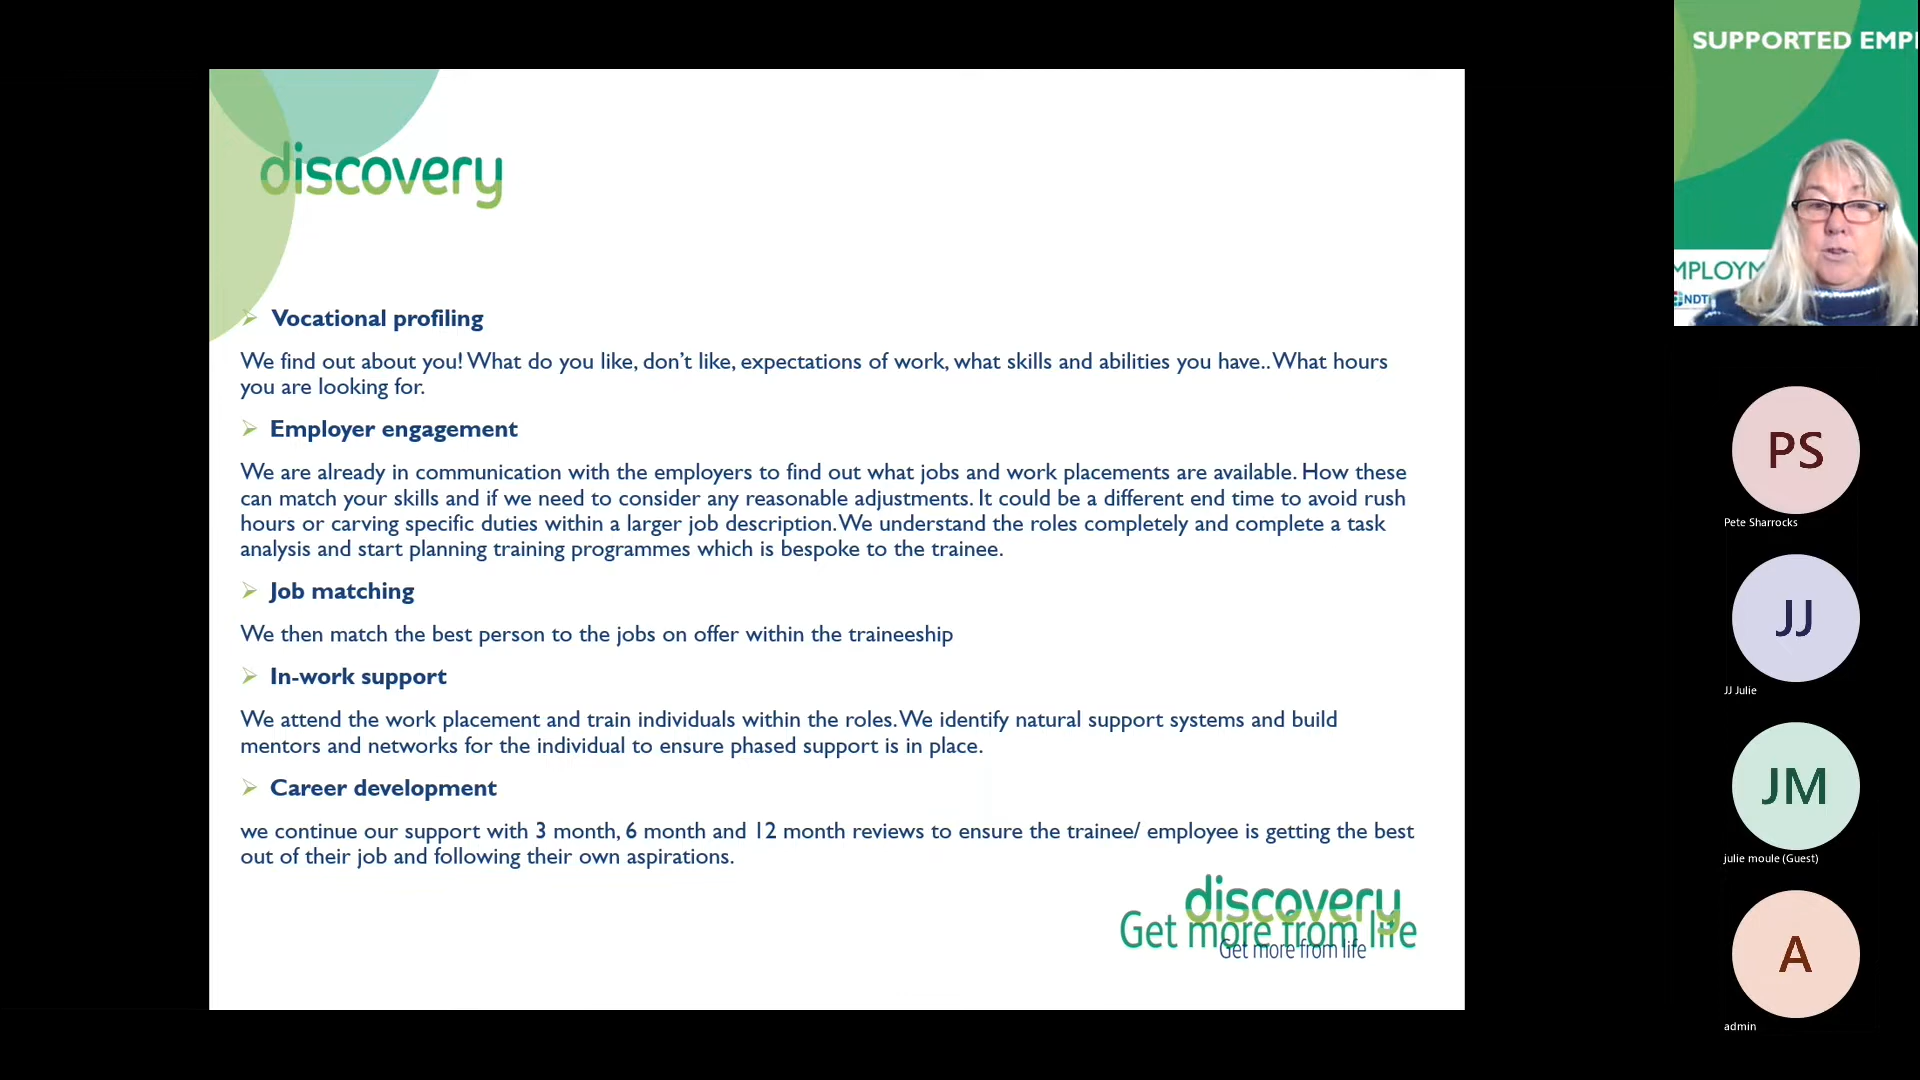 discovery
Vocational profiling
We find out about you! What do you like, don't like, expectations of work, what skills and abilities you have.. What hours
you are looking for.
Employer engagement
We are already in communication with the employers to find out what jobs and work placements are available. How these
can match your skills and if we need to consider any reasonable adjustments. It could be a different end time to avoid rush
hours or carving specific duties within a larger job description. We understand the roles completely and complete a task
analysis and start planning training programmes which is bespoke to the trainee.
Job matching
We then match the best person to the jobs on offer within the traineeship
In-work support
We attend the work placement and train individuals within the roles. We identify natural support systems and build
mentors and networks for the individual to ensure phased support is in place.
Career development
we continue our support with 3 month, 6 month and 12 month reviews to ensure the trainee/ employee is getting the best
out of their job and following their own aspirations.
discovery
Get more from life
Get more from life
SUPPORTED EMPL
MPLOYM
NDTi
PS
Pete Sharrocks
JJ
JJ Julie
JM
julie moule (Guest)
A
admin